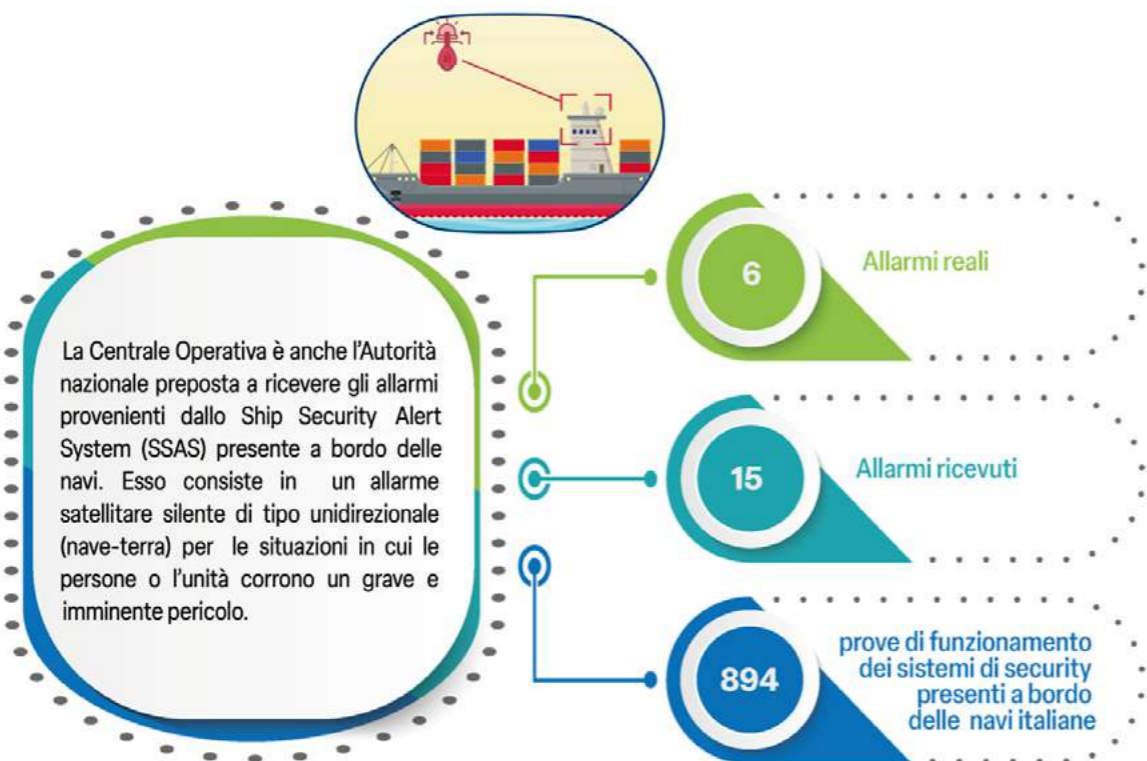 La Centrale Operativa è anche l'Autorità
nazionale preposta a ricevere gli allarmi
provenienti dallo Ship Security Alert
System (SSAS) presente a bordo delle
navi. Esso consiste in un allarme
satellitare silente di tipo unidirezionale
(nave-terra) per le situazioni in cui le
persone o l'unità corrono un grave e
imminente pericolo.
6
Allarmi reali
15
Allarmi ricevuti
894
prove di funzionamento
dei sistemi di security
presenti a bordo
delle navi italiane